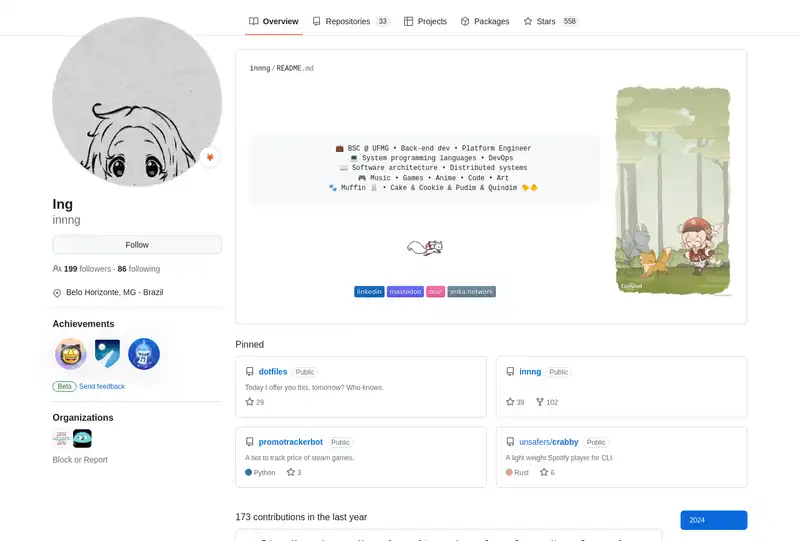 Overview
Repositories 33
Projects
Packages
Stars 558
innng / README.md
💼 BSC @ UFMG • Back-end dev • Platform Engineer
💻 System programming languages • DevOps
📖 Software architecture • Distributed systems
🎮 Music • Games • Anime • Code • Art
🐾 Muffin 🐰 • Cake & Cookie & Pudim & Quindim 🐤🐥
linkedin
mastodon
osu!
Genshin
Ing
innng
Follow
199 followers · 86 following
Belo Horizonte, MG - Brazil
Achievements
Beta Send feedback
Organizations
Block or Report
Pinned
dotfiles Public
Today I offer you this, tomorrow? Who knows.
29
innng Public
39 102
promotrackerbot Public
A bot to track price of steam games.
Python 3
unsafers/crabby Public
A light weight Spotify player for CLI.
Rust 6
173 contributions in the last year
2024